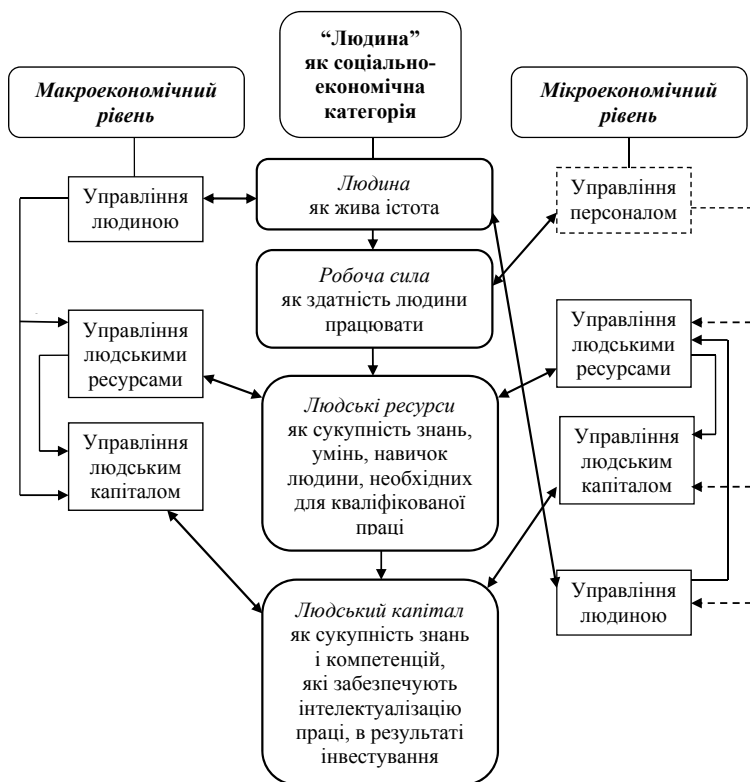 “Людина”
як соціально-
економічна
категорія
Макроекономічний
рівень
Мікроекономічний
рівень
Людина
як жива істота
Управління
людиною
Управління
персоналом
Робоча сила
як здатність людини
працювати
Управління
людськими
ресурсами
Управління
людськими
ресурсами
Людські ресурси
як сукупність знань,
умінь, навичок
людини, необхідних
для кваліфікованої
праці
Управління
людським
капіталом
Управління
людським
капіталом
Управління
людиною
Людський капітал
як сукупність знань
і компетенцій,
які забезпечують
інтелектуалізацію
праці, в результаті
інвестування